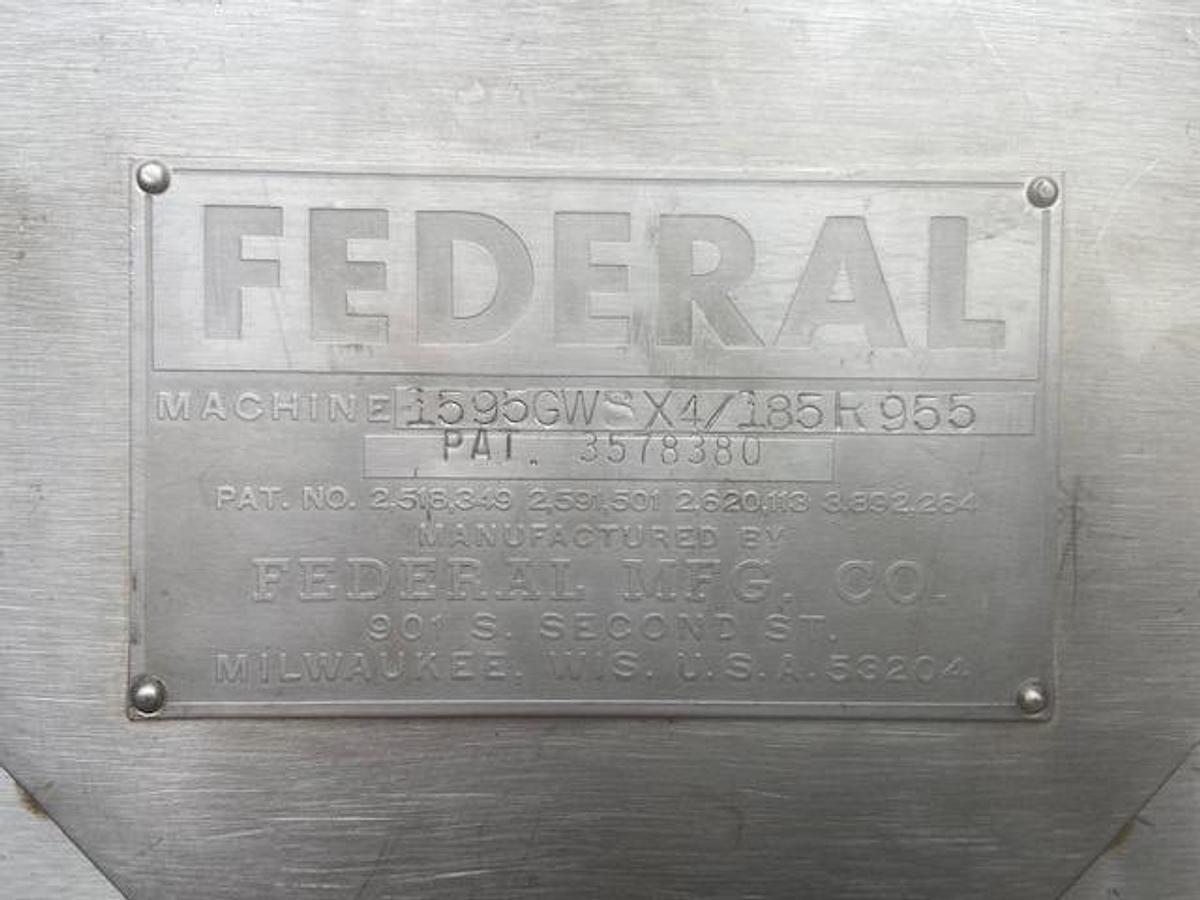 FEDERAL
MACHINE 1595GWSX4/185R955
PAT. 3578380
PAT. NO. 2,518,349 2,591,501 2,620,113 3,892,264
MANUFACTURED BY
FEDERAL MFG. CO.
901 S. SECOND ST.
MILWAUKEE, WIS. U.S.A. 53204